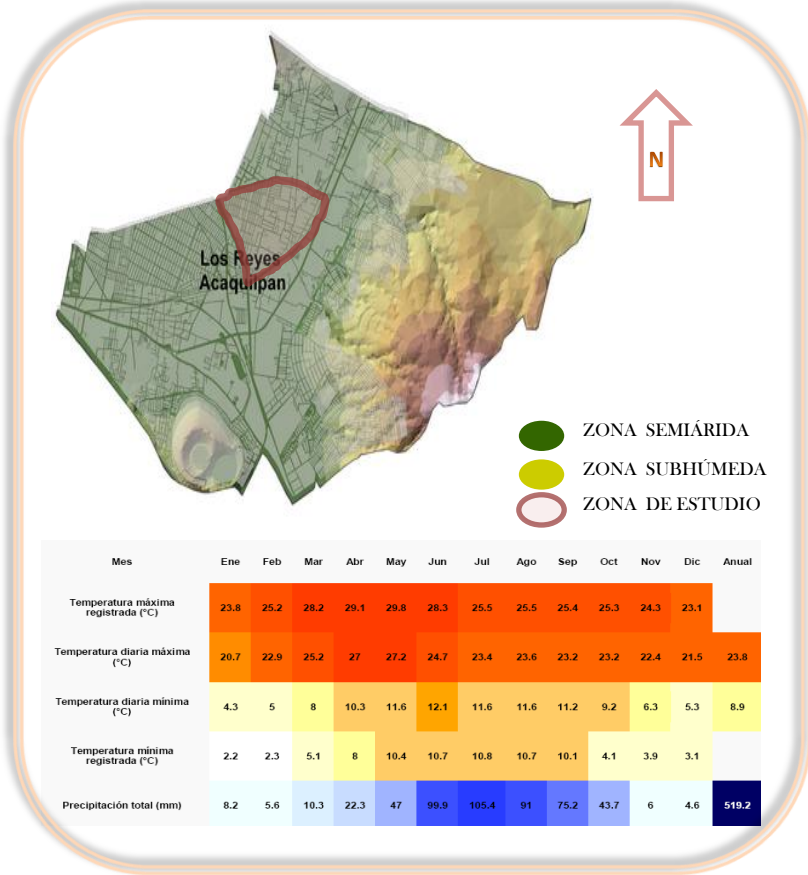 N
Los Reyes
Acaquilpan
ZONA SEMIÁRIDA
ZONA SUBHÚMEDA
ZONA DE ESTUDIO
Mes Ene Feb Mar Abr May Jun Jul Ago Sep Oct Nov Dic Anual
Temperatura máxima
registrada (°C) 23.8 25.2 28.2 29.1 29.8 28.3 25.5 25.5 25.4 25.3 24.3 23.1
Temperatura diaria máxima
(°C) 20.7 22.9 25.2 27 27.2 24.7 23.4 23.6 23.2 23.2 22.4 21.5 23.8
Temperatura diaria mínima
(°C) 4.3 5 8 10.3 11.6 12.1 11.6 11.6 11.2 9.2 6.3 5.3 8.9
Temperatura mínima
registrada (°C) 2.2 2.3 5.1 8 10.4 10.7 10.8 10.7 10.1 4.1 3.9 3.1
Precipitación total (mm) 8.2 5.6 10.3 22.3 47 99.9 105.4 91 75.2 43.7 6 4.6 519.2